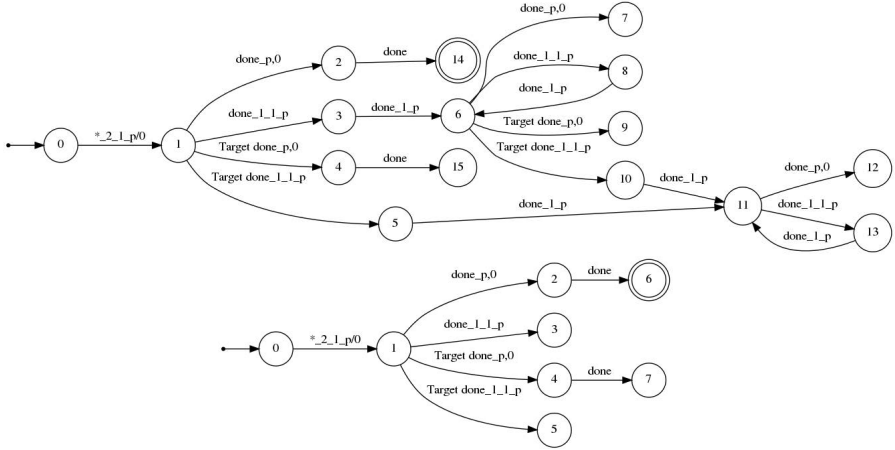 done_p,0
7
done_p,0
2
done
14
done_1_1_p
8
done_1_p
done_1_1_p
3
done_1_p
6
Target done_p,0
9
0
*_2_1_p/0
1
Target done_p,0
4
done
15
Target done_1_1_p
10
done_1_p
done_p,0
12
Target done_1_1_p
5
done_1_p
11
done_1_1_p
13
done_1_p
done_p,0
2
done
6
0
*_2_1_p/0
1
done_1_1_p
3
Target done_p,0
4
done
7
Target done_1_1_p
5